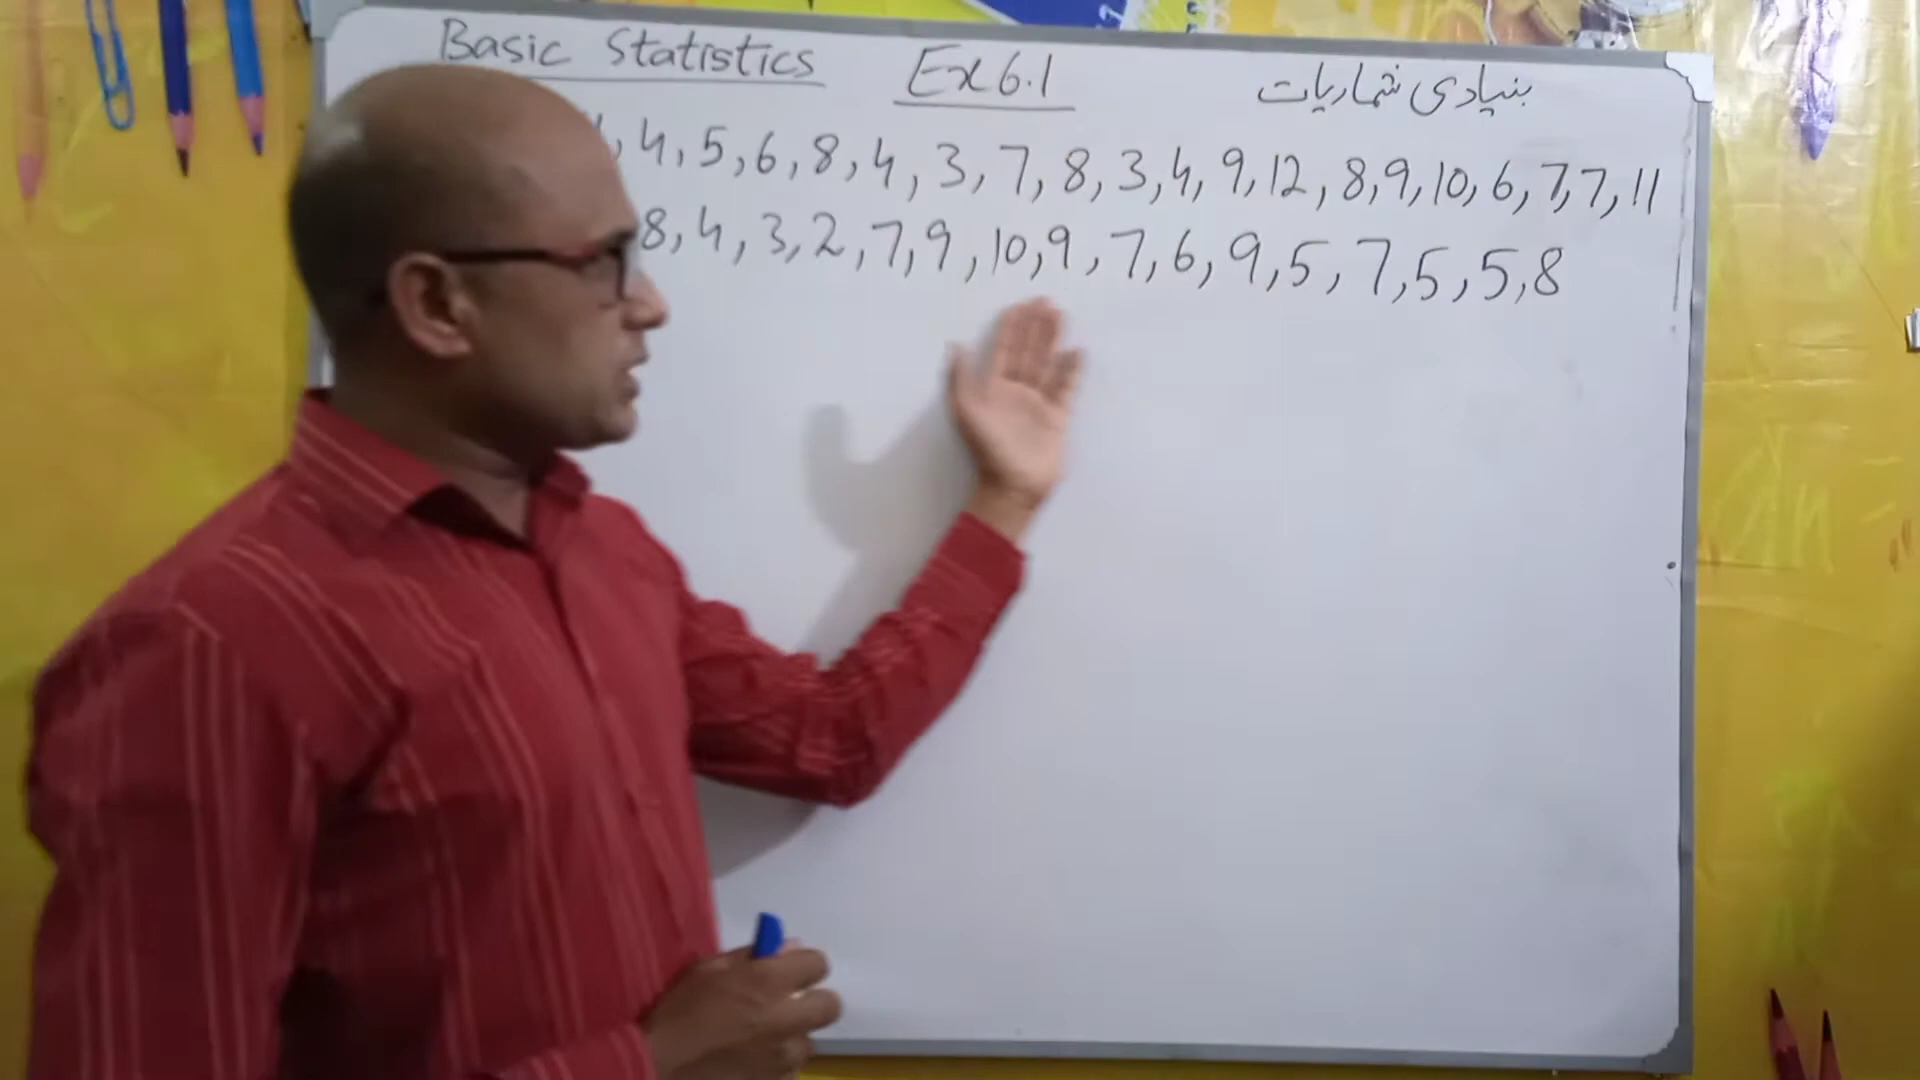 Basic Statistics Ex 6.1 بنیادی شماریات
, 4, 5, 6, 8, 4, 3, 7, 8, 3, 4, 9, 12, 8, 9, 10, 6, 7, 7, 11
8, 4, 3, 2, 7, 9, 10, 9, 7, 6, 9, 5, 7, 5, 5, 8